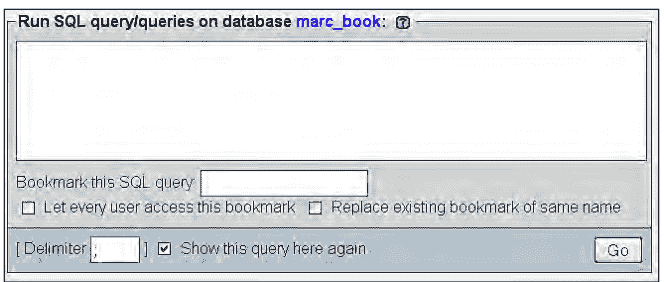 Run SQL query/queries on database marc_book: ?
Bookmark this SQL query
Let every user access this bookmark Replace existing bookmark of same name
[ Delimiter ; ] Show this query here again Go